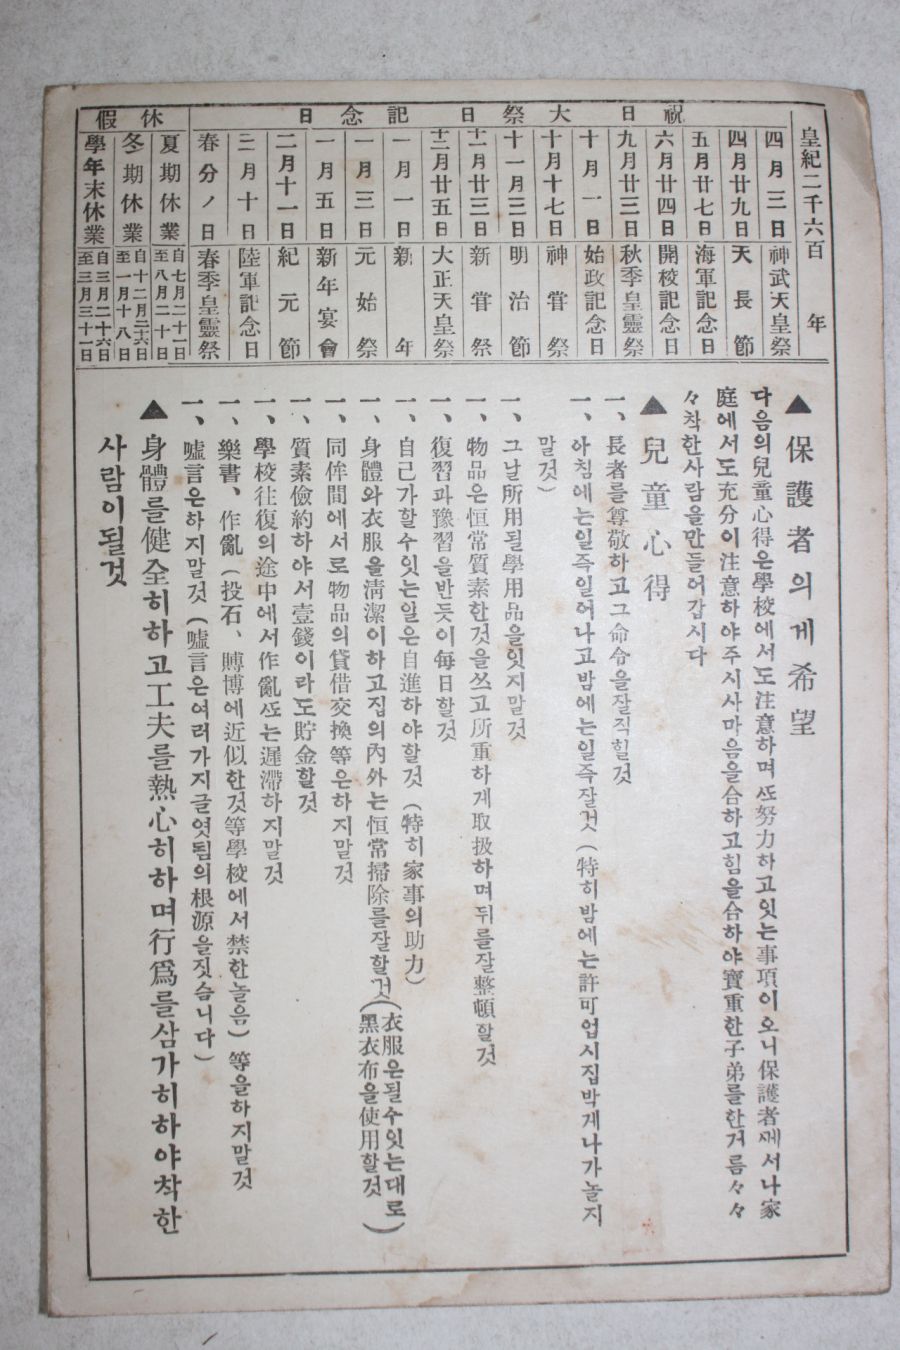 皇紀二千六百　年
祝日　大祭日　記念日
四月三日　神武天皇祭
四月廿九日　天長節
五月廿七日　海軍記念日
六月廿四日　開校記念日
九月廿三日　秋季皇靈祭
十月一日　始政記念日
十月十七日　神甞祭
十一月三日　明治節
十一月廿三日　新甞祭
十二月廿五日　大正天皇祭
一月一日　新年
一月三日　元始祭
一月五日　新年宴會
二月十一日　紀元節
三月十日　陸軍記念日
春分ノ日　春季皇靈祭
休假
夏期休業　自七月二十一日　至八月二十日
冬期休業　自十二月二六日　至一月十八日
學年末休業　自三月二十六日　至三月三十一日
▲保護者의게希望
다음의兒童心得은學校에서도注意하며ᄯᅩ努力하고잇는事項이오니保護者ᄭᅦ서나家
庭에서도充分이注意하야주시사마음을合하고힘을合하야寶重한子弟를한거름々々
々착한사람을만들어갑시다
▲兒童心得
一、長者를尊敬하고그命令을잘직힐것
一、아침에는일즉일어나고밤에는일즉잘것（特히밤에는許可업시집박게나가놀지
말것）
一、그날所用될學用品을잇지말것
一、物品은恒常質素한것을쓰고所重하게取扱하며뒤를잘整頓할것
一、復習과豫習을반듯이每日할것
一、自己가할수잇는일은自進하야할것（特히家事의助力）
一、身體와衣服을淸潔이하고집의內外는恒常掃除를잘할것（衣服은될수잇는대로
黑衣布을使用할것）
一、同侔間에서로物品의貸借交換等은하지말것
一、質素儉約하야서壹錢이라도貯金할것
一、學校往復의途中에서作亂ᄯᅩ는遲滯하지말것
一、樂書、作亂（投石、賭博에近似한것等學校에서禁한놀음）等을하지말것
一、噓言은하지말것（噓言은여러가지글엇됨의根源을짓슴니다）
▲身體를健全히하고工夫를熱心히하며行爲를삼가히하야착한
사람이될것